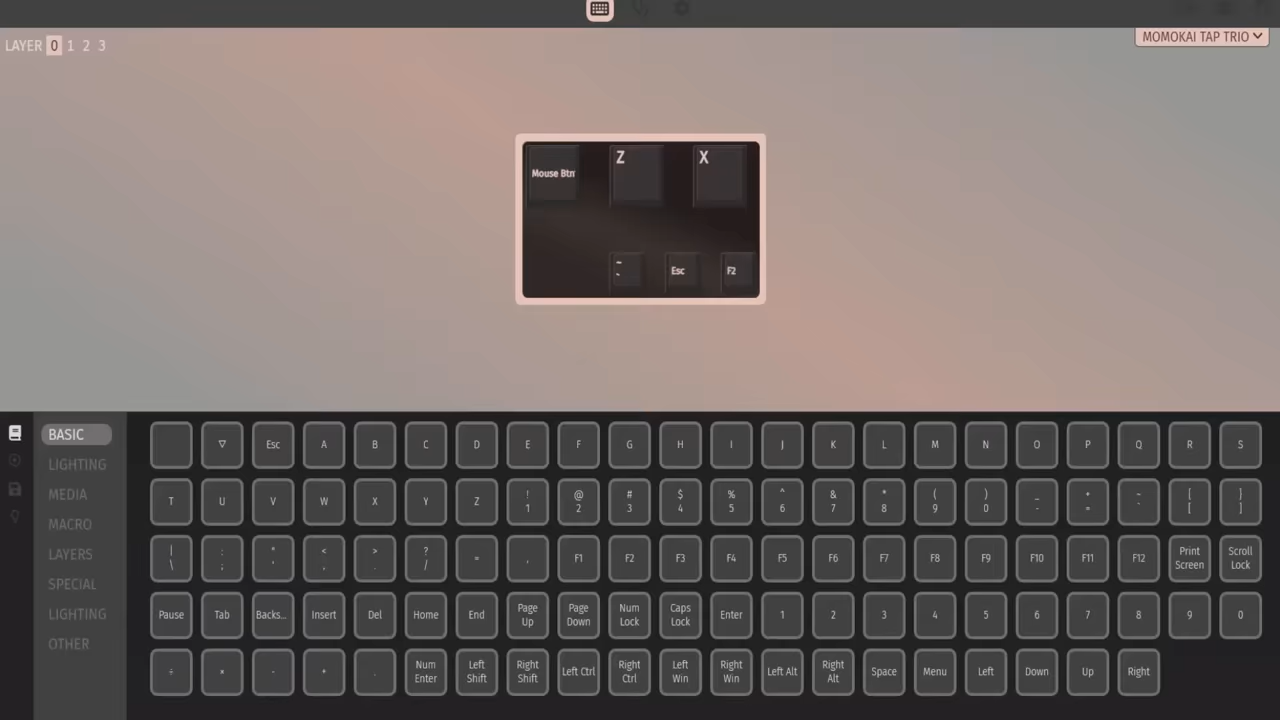 LAYER 0 1 2 3
MOMOKAI TAP TRIO
Mouse Btn
Z X
~
`
Esc F2
BASIC
LIGHTING
MEDIA
MACRO
LAYERS
SPECIAL
LIGHTING
OTHER
▽ Esc A B C D E F G H I J K L M N O P Q R S
T U V W X Y Z ! @ # $ % ^ & * ( ) _ + ~ [ ]
1 2 3 4 5 6 7 8 9 0 - = ` [ ]
| : " < > ? = , F1 F2 F3 F4 F5 F6 F7 F8 F9 F10 F11 F12 Print Scroll
\ ; ' , . / Screen Lock
Pause Tab Backs... Insert Del Home End Page Page Num Caps Enter 1 2 3 4 5 6 7 8 9 0
Up Down Lock Lock
÷ × - + . Num Left Right Left Ctrl Right Left Right Left Alt Right Space Menu Left Down Up Right
Enter Shift Shift Ctrl Win Win Alt